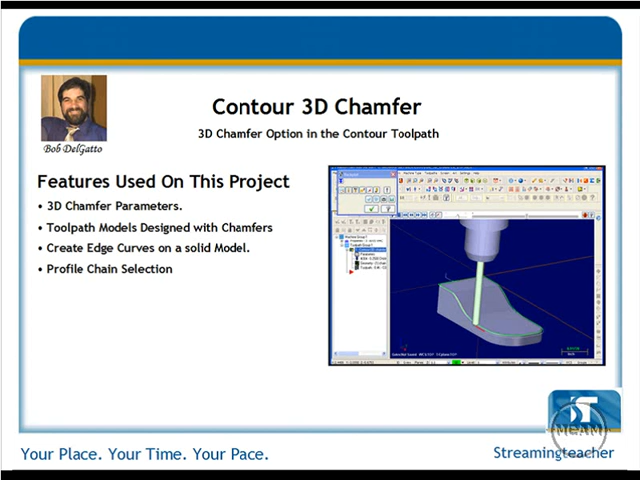 Contour 3D Chamfer
3D Chamfer Option in the Contour Toolpath
Bob DelGatto
Features Used On This Project
• 3D Chamfer Parameters.
• Toolpath Models Designed with Chamfers
• Create Edge Curves on a solid Model.
• Profile Chain Selection
ST
Your Place. Your Time. Your Pace.
Streamingteacher